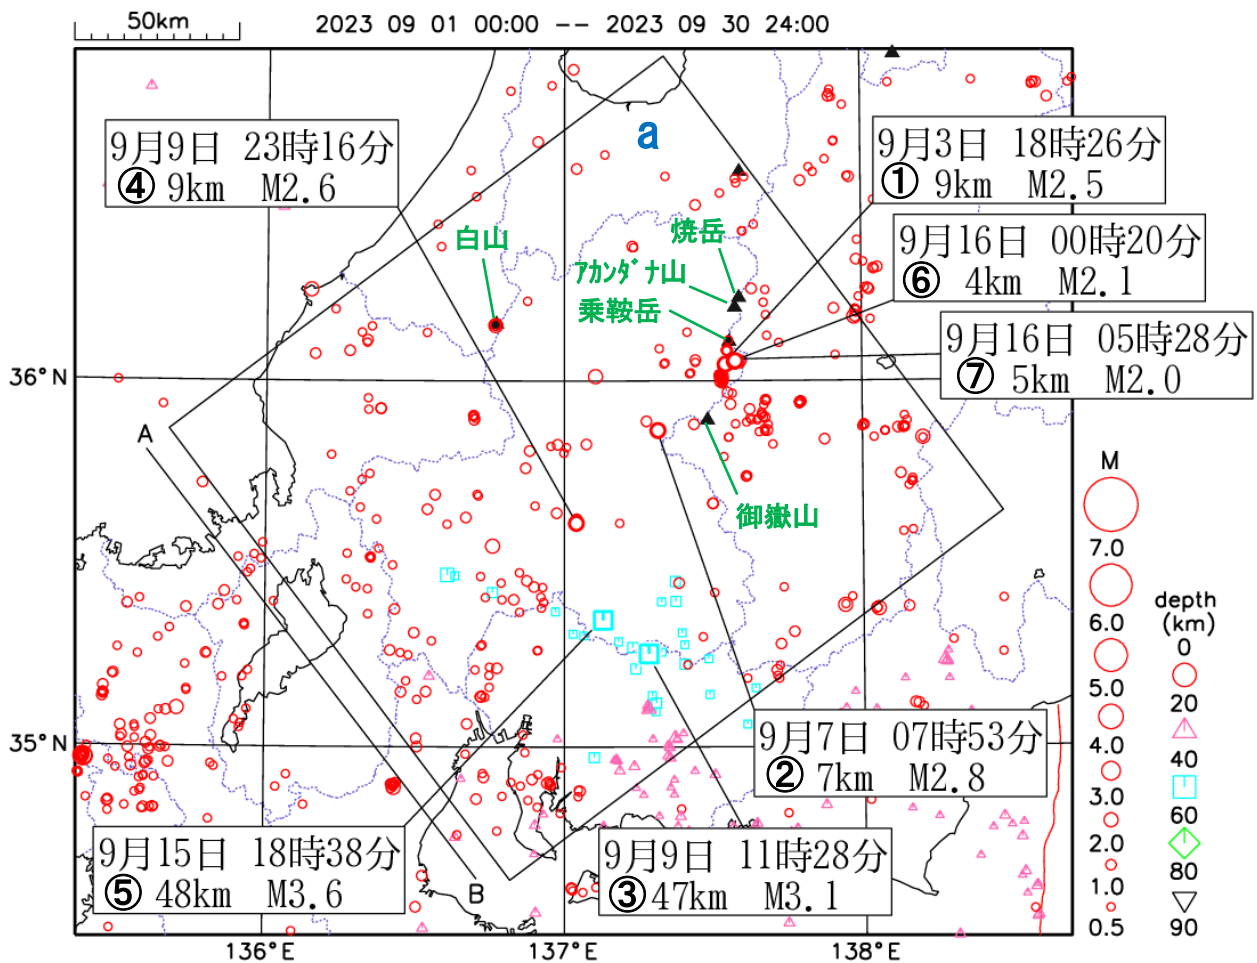 50km
2023 09 01 00:00 -- 2023 09 30 24:00
a
9月9日 23時16分
④ 9km M2.6
9月3日 18時26分
① 9km M2.5
白山
焼岳
ｱｶﾝﾀﾞﾅ山
乗鞍岳
9月16日 00時20分
⑥ 4km M2.1
9月16日 05時28分
⑦ 5km M2.0
36°N
A
御嶽山
M
7.0
6.0
5.0
4.0
3.0
2.0
1.0
0.5
depth
(km)
0
20
40
60
80
90
35°N
9月7日 07時53分
② 7km M2.8
9月15日 18時38分
⑤ 48km M3.6
B
9月9日 11時28分
③ 47km M3.1
136°E
137°E
138°E